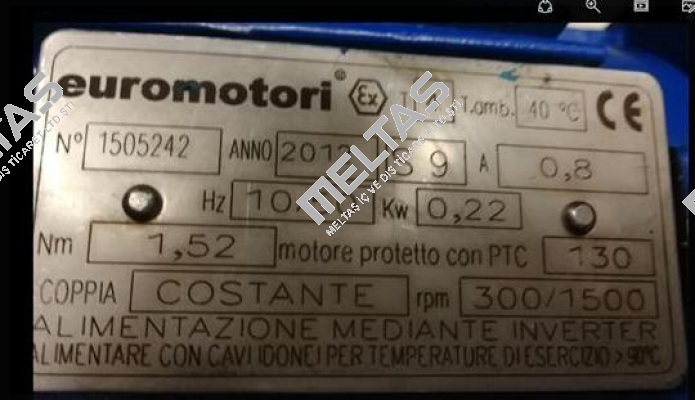 euromotori® Ex T.amb. 40 °C CE
N° 1505242 ANNO A 0,8
Hz Kw 0,22
Nm 1,52 motore protetto con PTC 130
COPPIA COSTANTE rpm 300/1500
ALIMENTAZIONE MEDIANTE INVERTER
ALIMENTARE CON CAVI IDONEI PER TEMPERATURE DI ESERCIZIO > 90°C
MELTAS
MELTAŞ İÇ VE DIŞ TİCARET LTD ŞTİ